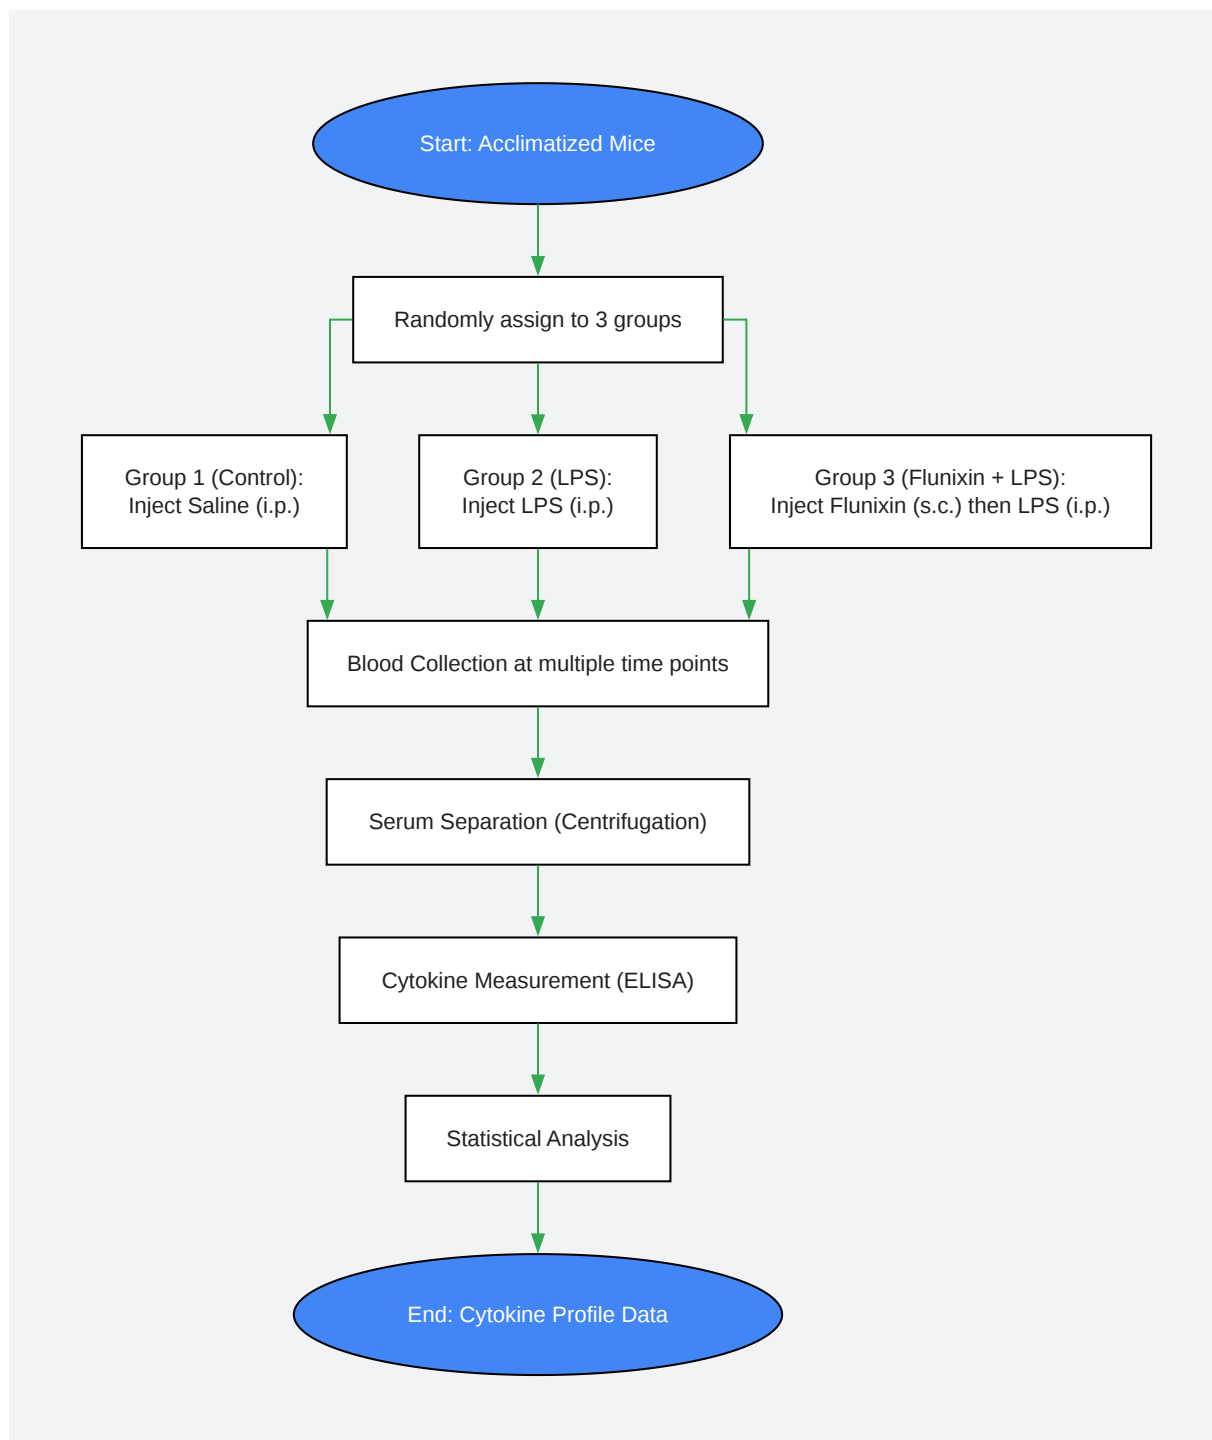 Start: Acclimatized Mice
Randomly assign to 3 groups
Group 1 (Control):
Inject Saline (i.p.)
Group 2 (LPS):
Inject LPS (i.p.)
Group 3 (Flunixin + LPS):
Inject Flunixin (s.c.) then LPS (i.p.)
Blood Collection at multiple time points
Serum Separation (Centrifugation)
Cytokine Measurement (ELISA)
Statistical Analysis
End: Cytokine Profile Data